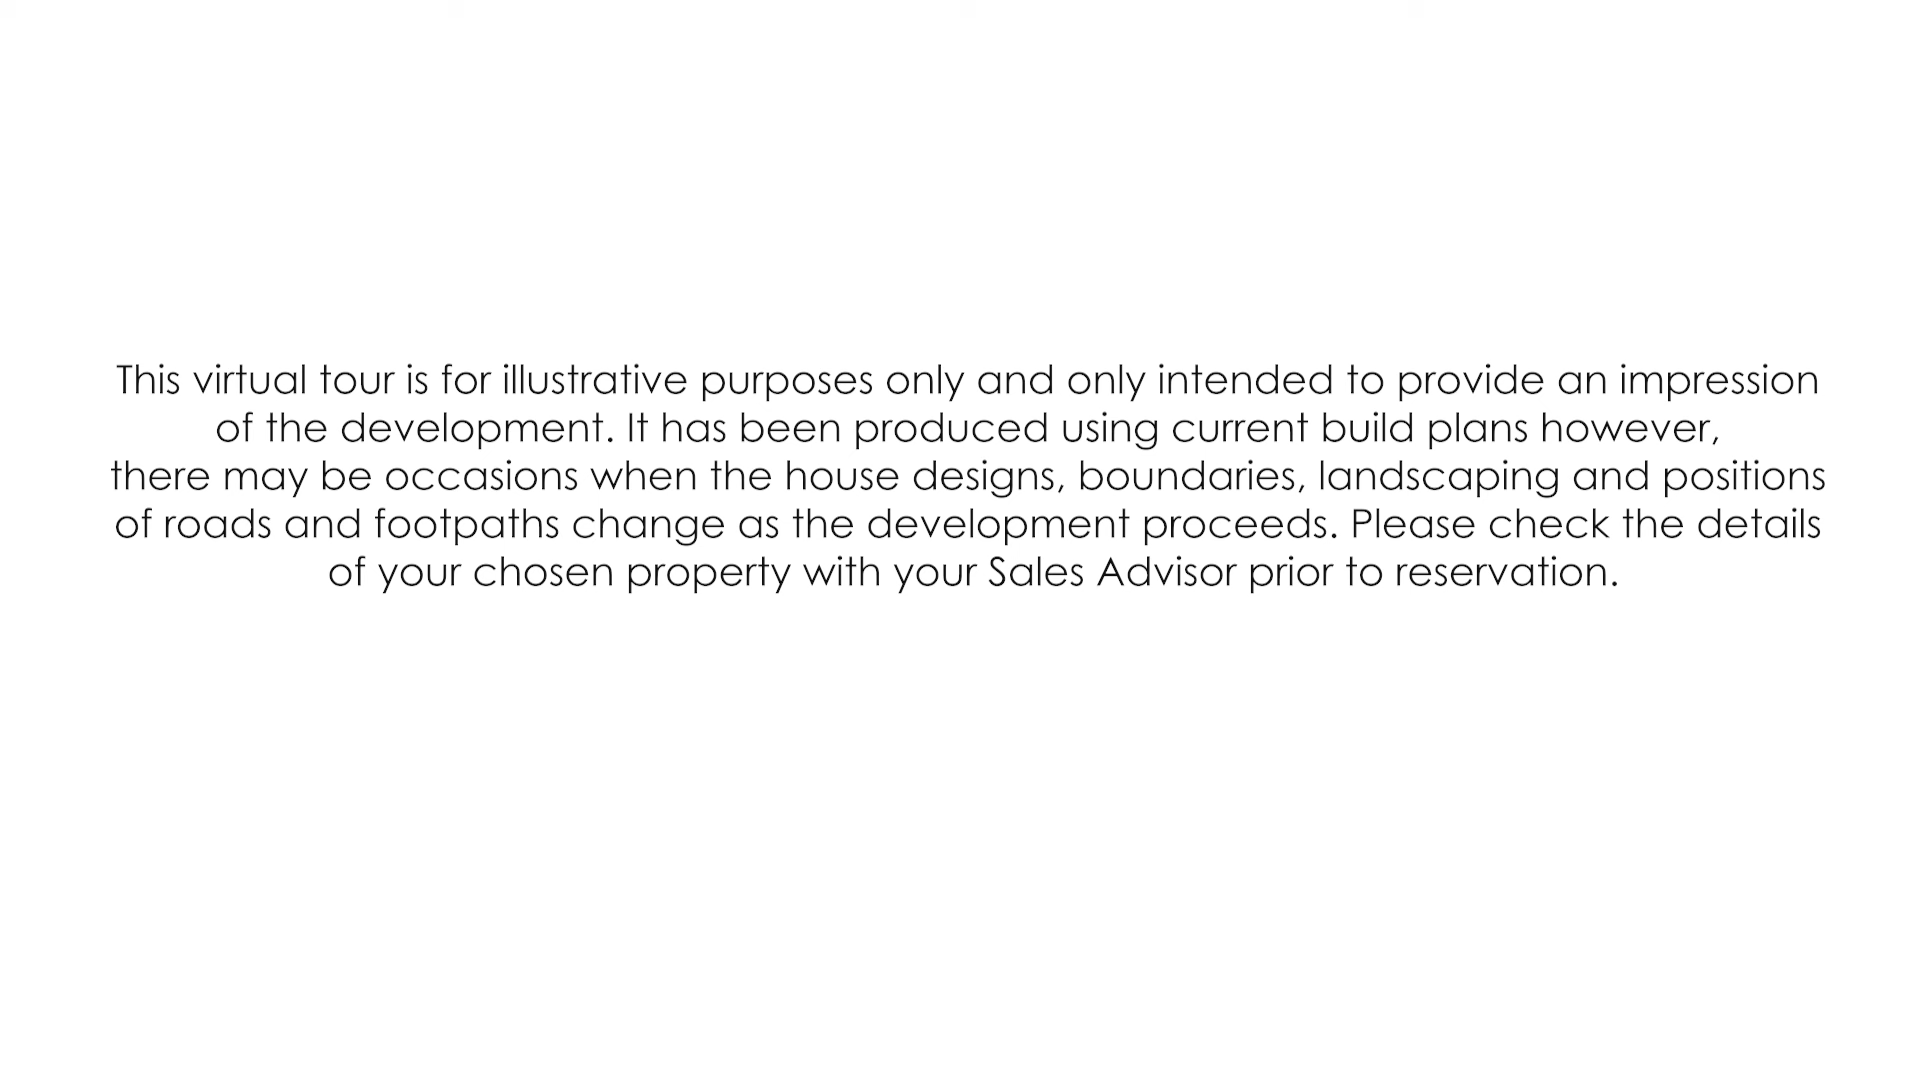 This virtual tour is for illustrative purposes only and only intended to provide an impression
of the development. It has been produced using current build plans however,
there may be occasions when the house designs, boundaries, landscaping and positions
of roads and footpaths change as the development proceeds. Please check the details
of your chosen property with your Sales Advisor prior to reservation.